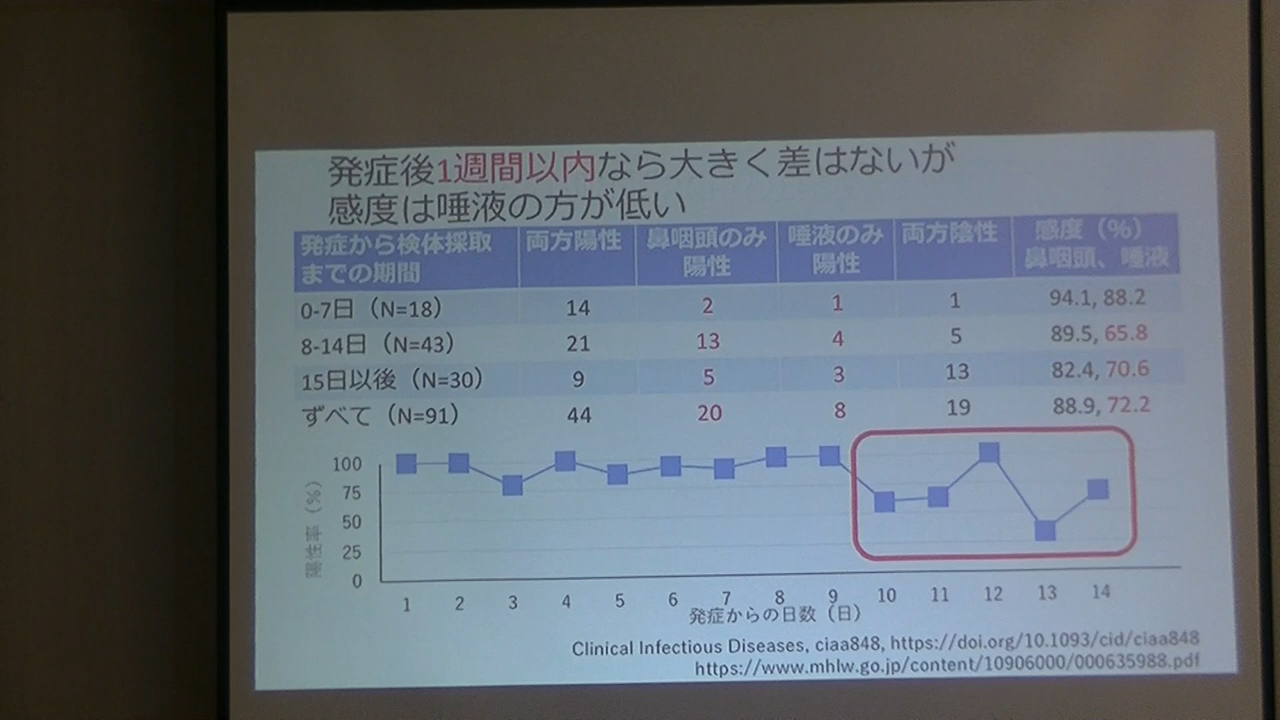 発症後1週間以内なら大きく差はないが
感度は唾液の方が低い
発症から検体採取までの期間 両方陽性 鼻咽頭のみ陽性 唾液のみ陽性 両方陰性 感度（%）鼻咽頭、唾液
0-7日（N=18） 14 2 1 1 94.1, 88.2
8-14日（N=43） 21 13 4 5 89.5, 65.8
15日以後（N=30） 9 5 3 13 82.4, 70.6
ずべて（N=91） 44 20 8 19 88.9, 72.2
陽性率（%）
100
75
50
25
0
1 2 3 4 5 6 7 8 9 10 11 12 13 14
発症からの日数（日）
Clinical Infectious Diseases, ciaa848, https://doi.org/10.1093/cid/ciaa848
https://www.mhlw.go.jp/content/10906000/000635988.pdf